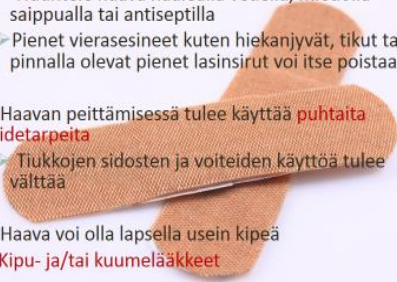 saippualla tai antiseptilla
Pienet vierasesineet kuten hiekanjyvät, tikut ta
pinnalla olevat pienet lasinsirut voi itse poistaa
Haavan peittämisessä tulee käyttää puhtaita
idetarpeita
Tiukkojen sidosten ja voiteiden käyttöä tulee
välttää
Haava voi olla lapsella usein kipeä
Kipu- ja/tai kuumelääkkeet